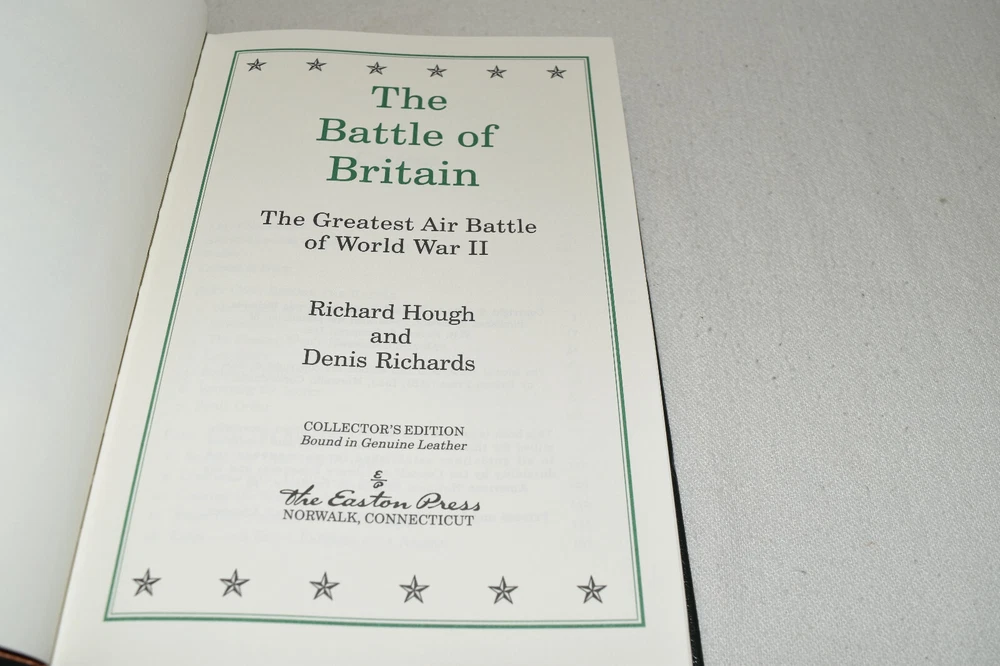 The
Battle of
Britain
The Greatest Air Battle
of World War II
Richard Hough
and
Denis Richards
COLLECTOR'S EDITION
Bound in Genuine Leather
The Easton Press
NORWALK, CONNECTICUT